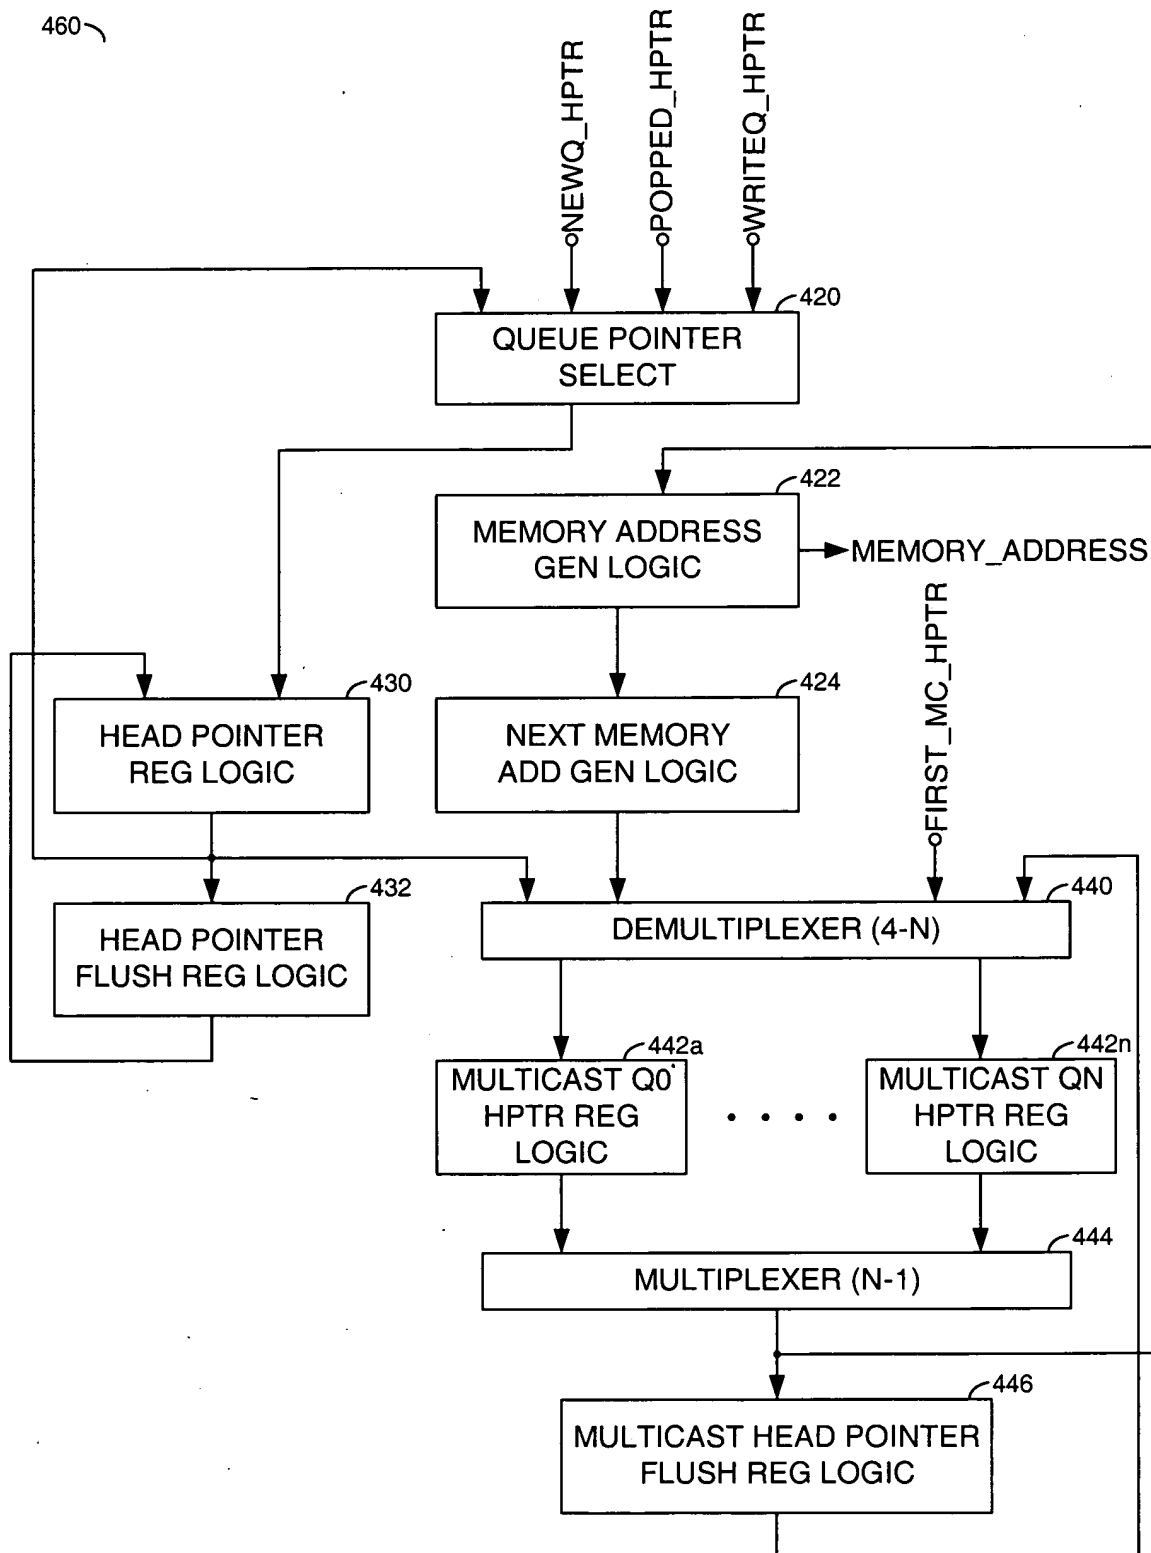 460
NEWQ_HPTR
POPPED_HPTR
WRITEQ_HPTR
420
QUEUE POINTER
SELECT
422
MEMORY ADDRESS
GEN LOGIC
MEMORY_ADDRESS
FIRST_MC_HPTR
430
HEAD POINTER
REG LOGIC
424
NEXT MEMORY
ADD GEN LOGIC
432
HEAD POINTER
FLUSH REG LOGIC
440
DEMULTIPLEXER (4-N)
442a
MULTICAST Q0
HPTR REG
LOGIC
442n
MULTICAST QN
HPTR REG
LOGIC
444
MULTIPLEXER (N-1)
446
MULTICAST HEAD POINTER
FLUSH REG LOGIC